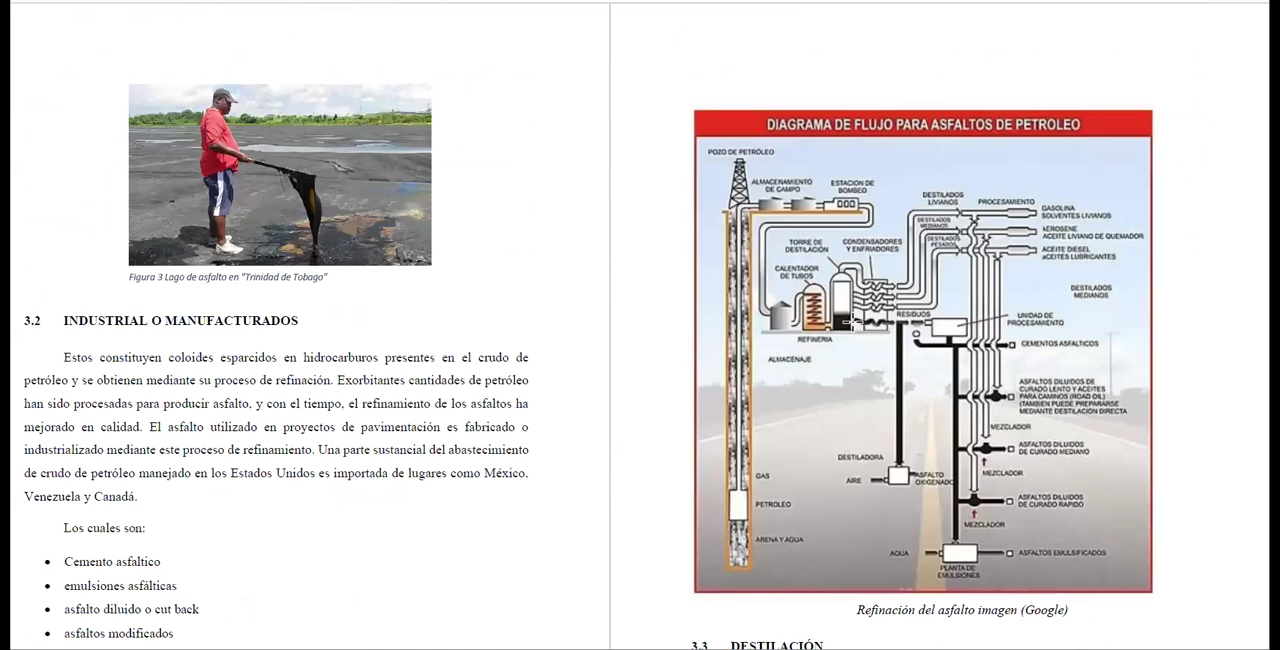 Figura 3 Lago de asfalto en "Trinidad de Tobago"
3.2 INDUSTRIAL O MANUFACTURADOS
Estos constituyen coloides esparcidos en hidrocarburos presentes en el crudo de
petróleo y se obtienen mediante su proceso de refinación. Exorbitantes cantidades de petróleo
han sido procesadas para producir asfalto, y con el tiempo, el refinamiento de los asfaltos ha
mejorado en calidad. El asfalto utilizado en proyectos de pavimentación es fabricado o
industrializado mediante este proceso de refinamiento. Una parte sustancial del abastecimiento
de crudo de petróleo manejado en los Estados Unidos es importada de lugares como México,
Venezuela y Canadá.
Los cuales son:
• Cemento asfaltico
• emulsiones asfálticas
• asfalto diluido o cut back
• asfaltos modificados
DIAGRAMA DE FLUJO PARA ASFALTOS DE PETROLEO
POZO DE PETRÓLEO
ALMACENAMIENTO
DE CAMPO
ESTACION DE
BOMBEO
DESTILADOS
LIVIANOS
PROCESAMIENTO
GASOLINA
SOLVENTES LIVIANOS
DESTILADOS
MEDIANOS
KEROSENE
ACEITE LIVIANO DE QUEMADOR
DESTILADOS
PESADOS
TORRE DE
DESTILACIÓN
CONDENSADORES
Y ENFRIADORES
ACEITE DIESEL
ACEITES LUBRICANTES
CALENTADOR
DE TUBOS
DESTILADOS
MEDIANOS
RESIDUOS
UNIDAD DE
PROCESAMIENTO
REFINERIA
CEMENTOS ASFALTICOS
ALMACENAJE
ASFALTOS DILUIDOS DE
CURADO LENTO Y ACEITES
PARA CAMINOS (ROAD OIL)
(TAMBIEN PUEDE PREPARARSE
MEDIANTE DESTILACION DIRECTA
MEZCLADOR
ASFALTOS DILUIDOS
DE CURADO MEDIANO
DESTILADORA
MEZCLADOR
GAS
AIRE
ASFALTO
OXIGENADO
PETROLEO
ASFALTOS DILUIDOS
DE CURADO RAPIDO
MEZCLADOR
ARENA Y AGUA
AGUA
ASFALTOS EMULSIFICADOS
PLANTA DE
EMULSIONES
Refinación del asfalto imagen (Google)
3.3 DESTILACIÓN